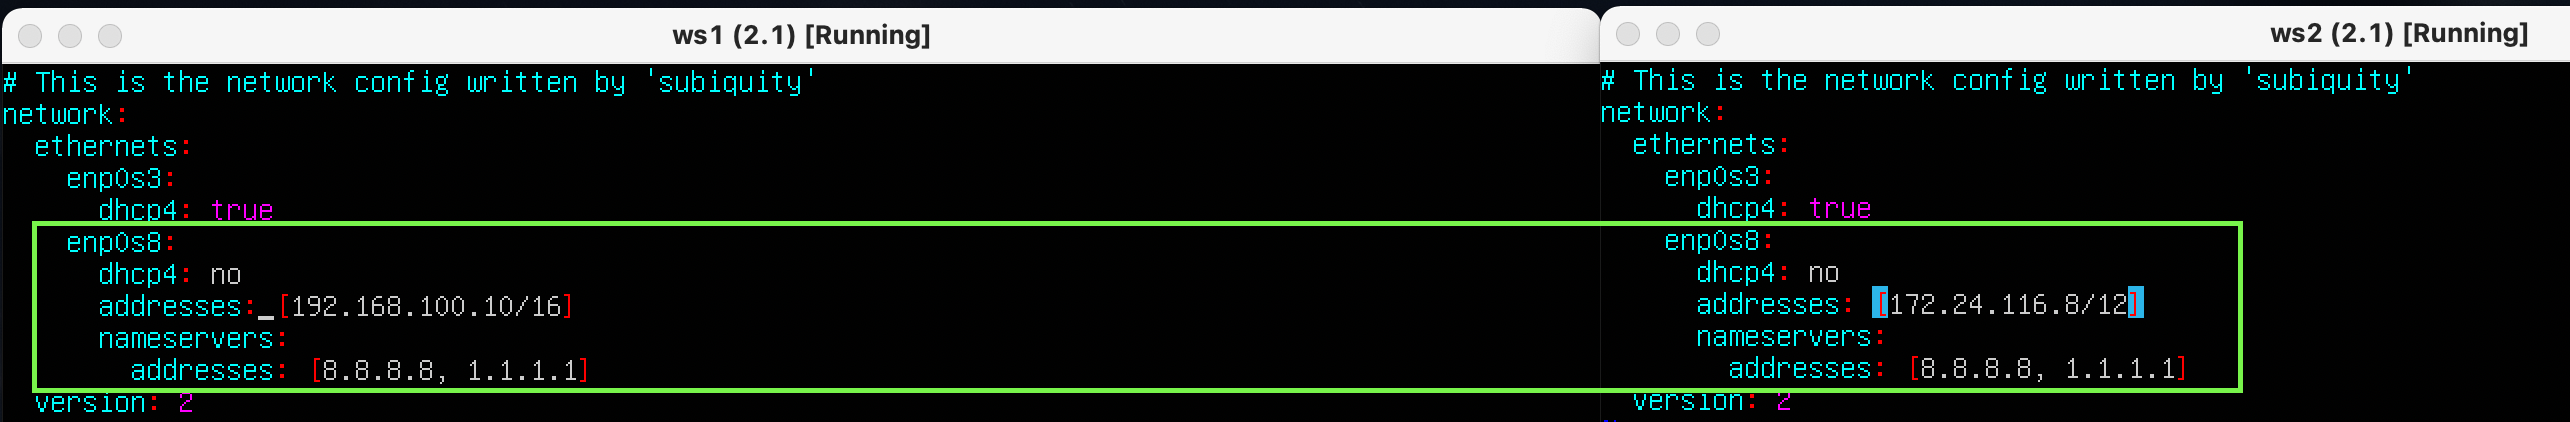 ws1 (2.1) [Running]
# This is the network config written by 'subiquity'
network:
  ethernets:
    enp0s3:
      dhcp4: true
    enp0s8:
      dhcp4: no
      addresses: [192.168.100.10/16]
      nameservers:
        addresses: [8.8.8.8, 1.1.1.1]
  version: 2
ws2 (2.1) [Running]
# This is the network config written by 'subiquity'
network:
  ethernets:
    enp0s3:
      dhcp4: true
    enp0s8:
      dhcp4: no
      addresses: [172.24.116.8/12]
      nameservers:
        addresses: [8.8.8.8, 1.1.1.1]
  version: 2